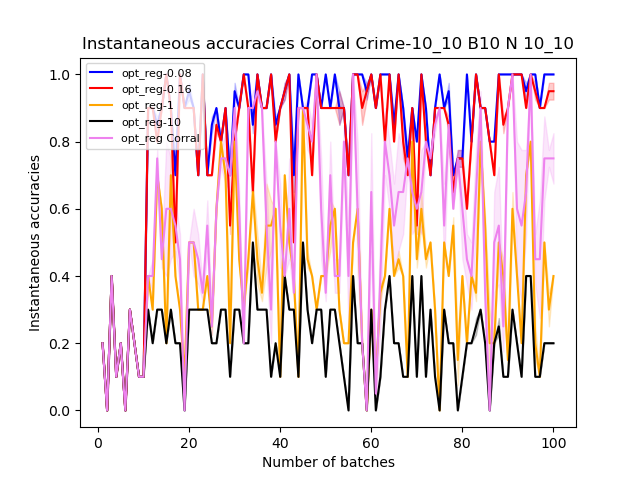 Instantaneous accuracies Corral Crime-10_10 B10 N 10_10
opt_reg-0.08
opt_reg-0.16
opt_reg-1
opt_reg-10
opt_reg Corral
Instantaneous accuracies
1.0
0.8
0.6
0.4
0.2
0.0
0 20 40 60 80 100
Number of batches